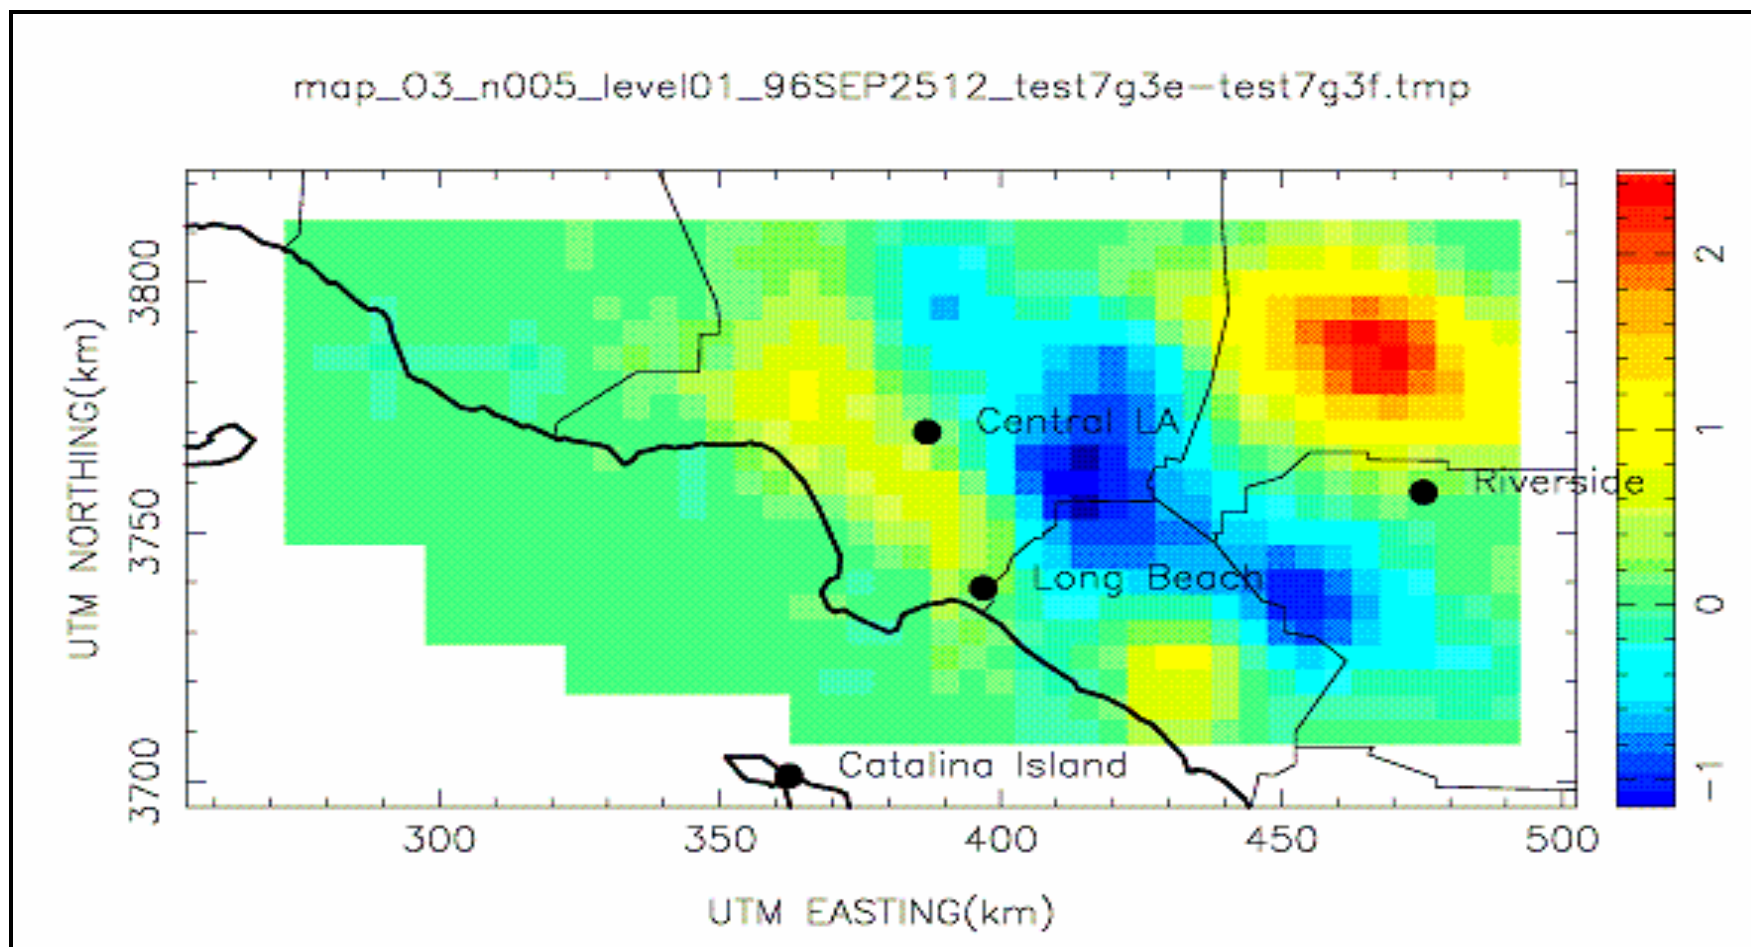 map_O3_n005_level01_96SEP2512_test7g3e-test7g3f.tmp
UTM NORTHING(km)
3800
3750
3700
Central LA
Riverside
Long Beach
Catalina Island
2
1
0
-1
300 350 400 450 500
UTM EASTING(km)